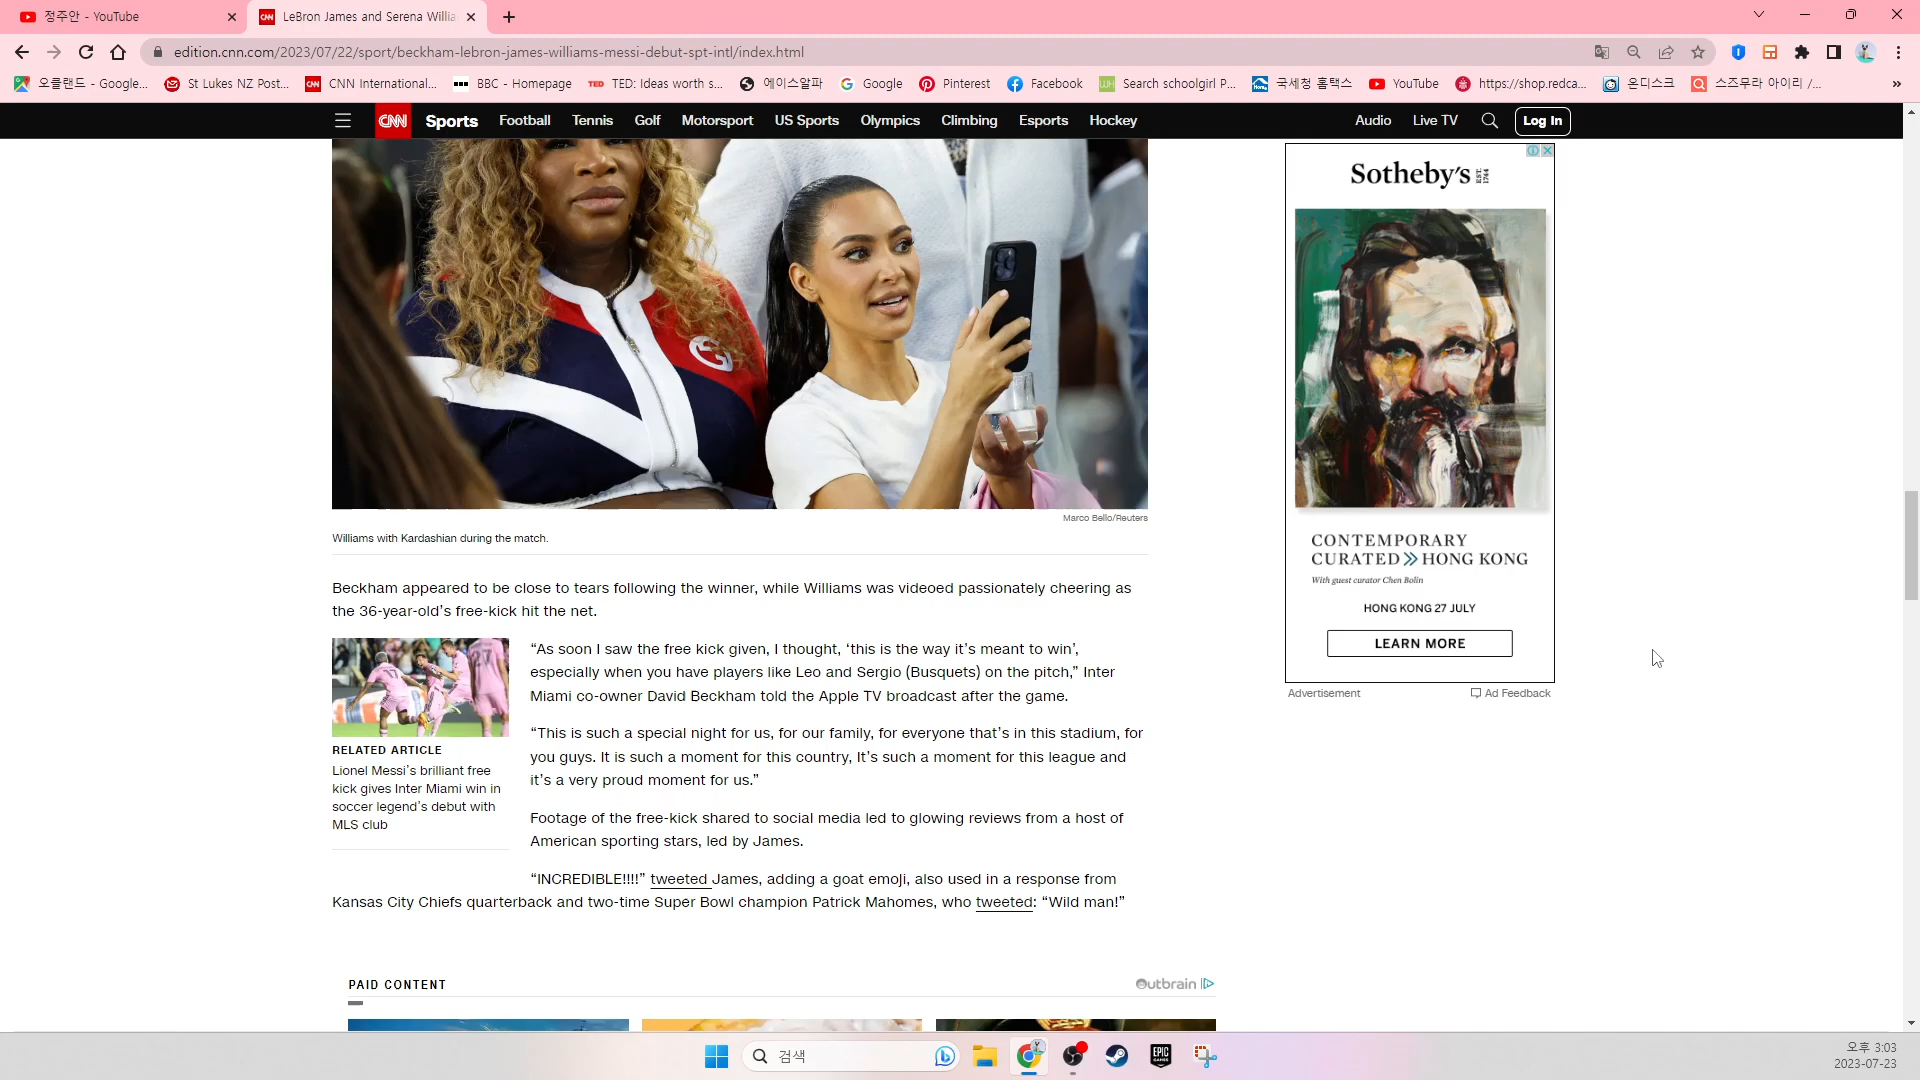 정주안 - YouTube
LeBron James and Serena Willia
edition.cnn.com/2023/07/22/sport/beckham-lebron-james-williams-messi-debut-spt-intl/index.html
오클랜드 - Google...
St Lukes NZ Post...
CNN International...
BBC - Homepage
TED TED: Ideas worth s...
에이스알파
Google
Pinterest
Facebook
Search schoolgirl P...
국세청 홈택스
YouTube
https://shop.redca...
온디스크
스즈무라 아이리 /...
CNN Sports Football Tennis Golf Motorsport US Sports Olympics Climbing Esports Hockey Audio Live TV Log In
Marco Bello/Reuters
Williams with Kardashian during the match.
Beckham appeared to be close to tears following the winner, while Williams was videoed passionately cheering as
the 36-year-old’s free-kick hit the net.
“As soon I saw the free kick given, I thought, ‘this is the way it’s meant to win’,
especially when you have players like Leo and Sergio (Busquets) on the pitch,” Inter
Miami co-owner David Beckham told the Apple TV broadcast after the game.
“This is such a special night for us, for our family, for everyone that’s in this stadium, for
you guys. It is such a moment for this country, It’s such a moment for this league and
it’s a very proud moment for us.”
Footage of the free-kick shared to social media led to glowing reviews from a host of
American sporting stars, led by James.
“INCREDIBLE!!!!” tweeted James, adding a goat emoji, also used in a response from
Kansas City Chiefs quarterback and two-time Super Bowl champion Patrick Mahomes, who tweeted: “Wild man!”
RELATED ARTICLE
Lionel Messi’s brilliant free
kick gives Inter Miami win in
soccer legend’s debut with
MLS club
Sotheby’s EST. 1744
CONTEMPORARY
CURATED >> HONG KONG
With guest curator Chen Bolin
HONG KONG 27 JULY
LEARN MORE
Advertisement
Ad Feedback
PAID CONTENT
Outbrain
검색
EPIC GAMES
오후 3:03
2023-07-23